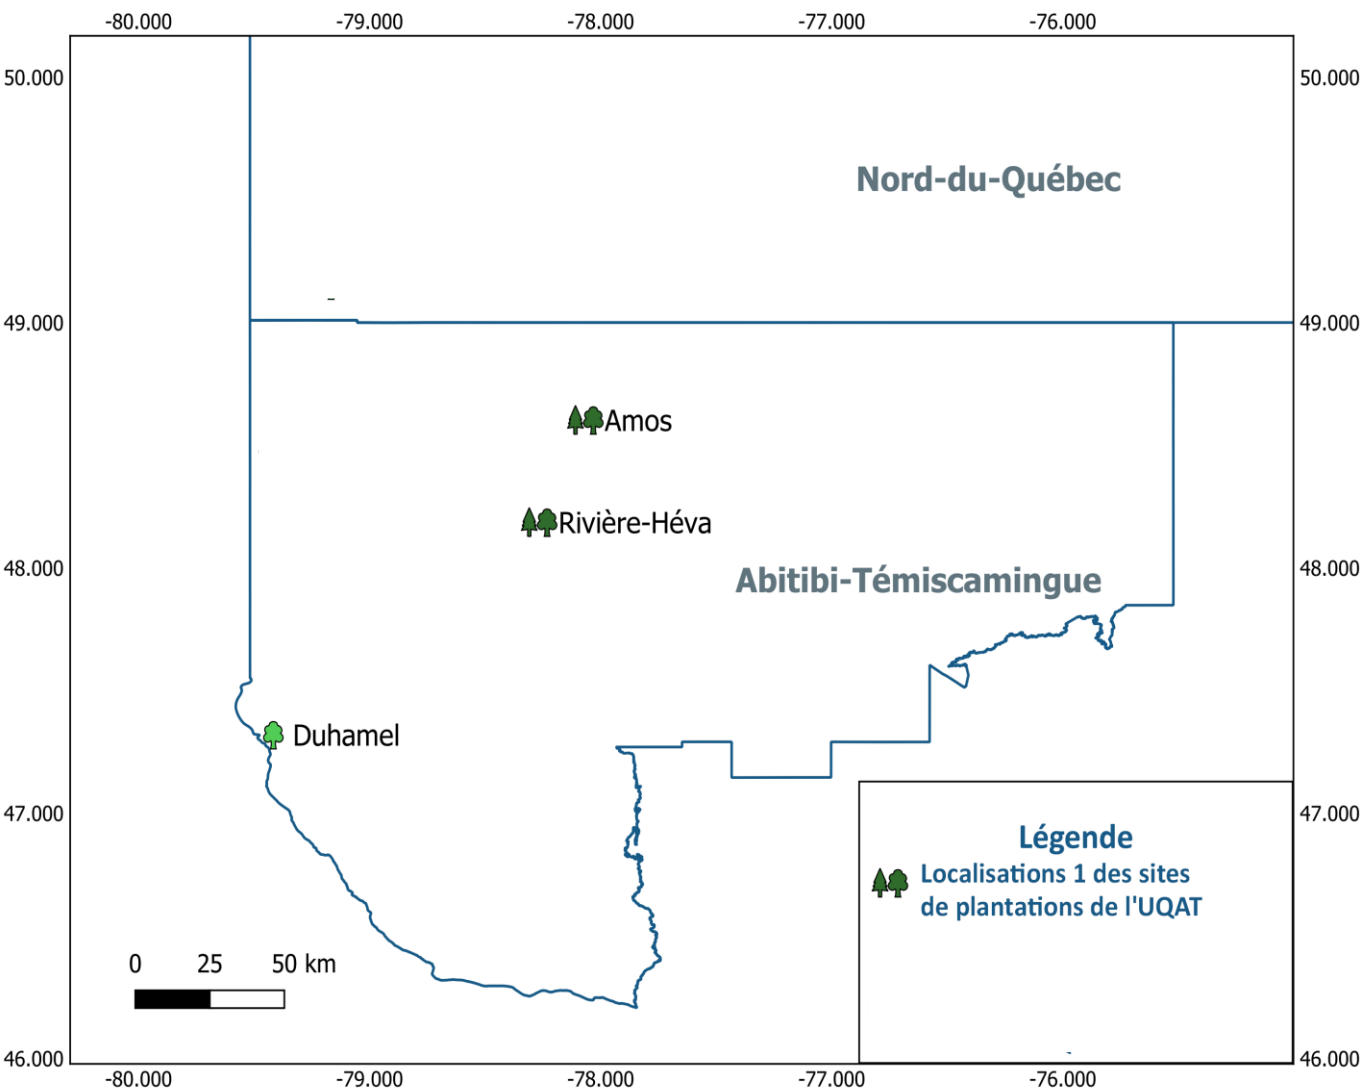 -80.000 -79.000 -78.000 -77.000 -76.000
50.000 50.000
Nord-du-Québec
49.000 49.000
Amos
Rivière-Héva
48.000 48.000
Abitibi-Témiscamingue
Duhamel
47.000 47.000
Légende
Localisations 1 des sites
de plantations de l'UQAT
0 25 50 km
46.000 46.000
-80.000 -79.000 -78.000 -77.000 -76.000